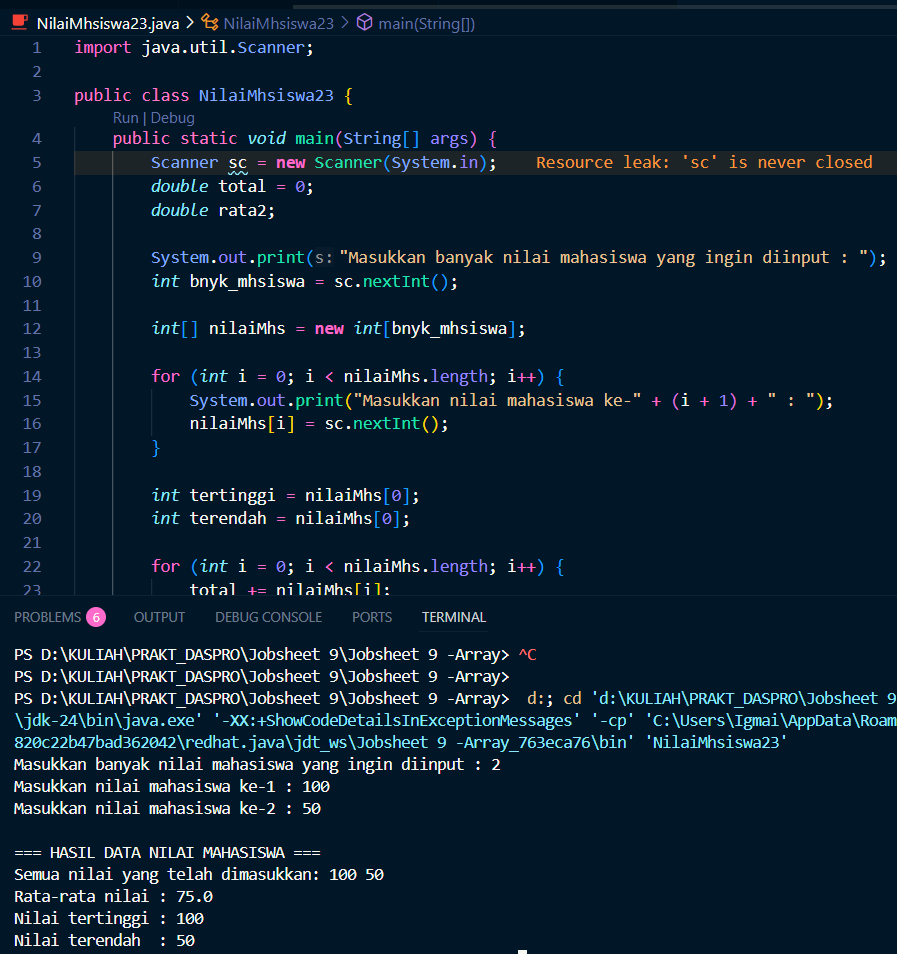 NilaiMhsiswa23.java > NilaiMhsiswa23 > main(String[])
1 import java.util.Scanner;
2
3 public class NilaiMhsiswa23 {
Run | Debug
4 public static void main(String[] args) {
5 Scanner sc = new Scanner(System.in); Resource leak: 'sc' is never closed
6 double total = 0;
7 double rata2;
8
9 System.out.print(s: "Masukkan banyak nilai mahasiswa yang ingin diinput : ");
10 int bnyk_mhsiswa = sc.nextInt();
11
12 int[] nilaiMhs = new int[bnyk_mhsiswa];
13
14 for (int i = 0; i < nilaiMhs.length; i++) {
15 System.out.print("Masukkan nilai mahasiswa ke-" + (i + 1) + " : ");
16 nilaiMhs[i] = sc.nextInt();
17 }
18
19 int tertinggi = nilaiMhs[0];
20 int terendah = nilaiMhs[0];
21
22 for (int i = 0; i < nilaiMhs.length; i++) {
23 total += nilaiMhs[i];
PROBLEMS 6 OUTPUT DEBUG CONSOLE PORTS TERMINAL
PS D:\KULIAH\PRAKT_DASPRO\Jobsheet 9\Jobsheet 9 -Array> ^C
PS D:\KULIAH\PRAKT_DASPRO\Jobsheet 9\Jobsheet 9 -Array>
PS D:\KULIAH\PRAKT_DASPRO\Jobsheet 9\Jobsheet 9 -Array> d:; cd 'd:\KULIAH\PRAKT_DASPRO\Jobsheet 9
\jdk-24\bin\java.exe' '-XX:+ShowCodeDetailsInExceptionMessages' '-cp' 'C:\Users\Igmai\AppData\Roam
820c22b47bad362042\redhat.java\jdt_ws\Jobsheet 9 -Array_763eca76\bin' 'NilaiMhsiswa23'
Masukkan banyak nilai mahasiswa yang ingin diinput : 2
Masukkan nilai mahasiswa ke-1 : 100
Masukkan nilai mahasiswa ke-2 : 50

=== HASIL DATA NILAI MAHASISWA ===
Semua nilai yang telah dimasukkan: 100 50
Rata-rata nilai : 75.0
Nilai tertinggi : 100
Nilai terendah  : 50